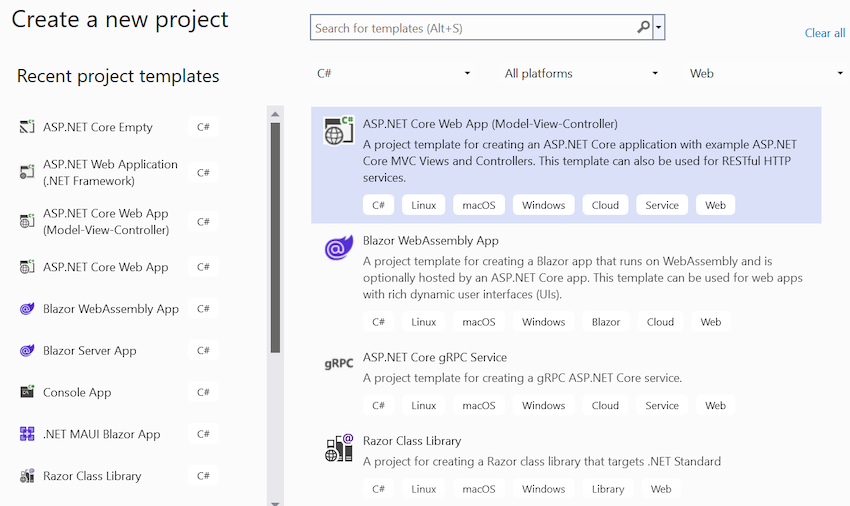 Create a new project
Search for templates (Alt+S)
Clear all
Recent project templates
C#
All platforms
Web
ASP.NET Core Empty
C#
ASP.NET Web Application
(.NET Framework)
C#
ASP.NET Core Web App
(Model-View-Controller)
C#
ASP.NET Core Web App
C#
Blazor WebAssembly App
C#
Blazor Server App
C#
Console App
C#
.NET MAUI Blazor App
C#
Razor Class Library
C#
ASP.NET Core Web App (Model-View-Controller)
A project template for creating an ASP.NET Core application with example ASP.NET
Core MVC Views and Controllers. This template can also be used for RESTful HTTP
services.
C# Linux macOS Windows Cloud Service Web
Blazor WebAssembly App
A project template for creating a Blazor app that runs on WebAssembly and is
optionally hosted by an ASP.NET Core app. This template can be used for web apps
with rich dynamic user interfaces (UIs).
C# Linux macOS Windows Blazor Cloud Web
gRPC
ASP.NET Core gRPC Service
A project template for creating a gRPC ASP.NET Core service.
C# Linux macOS Windows Cloud Service Web
Razor Class Library
A project for creating a Razor class library that targets .NET Standard
C# Linux macOS Windows Library Web